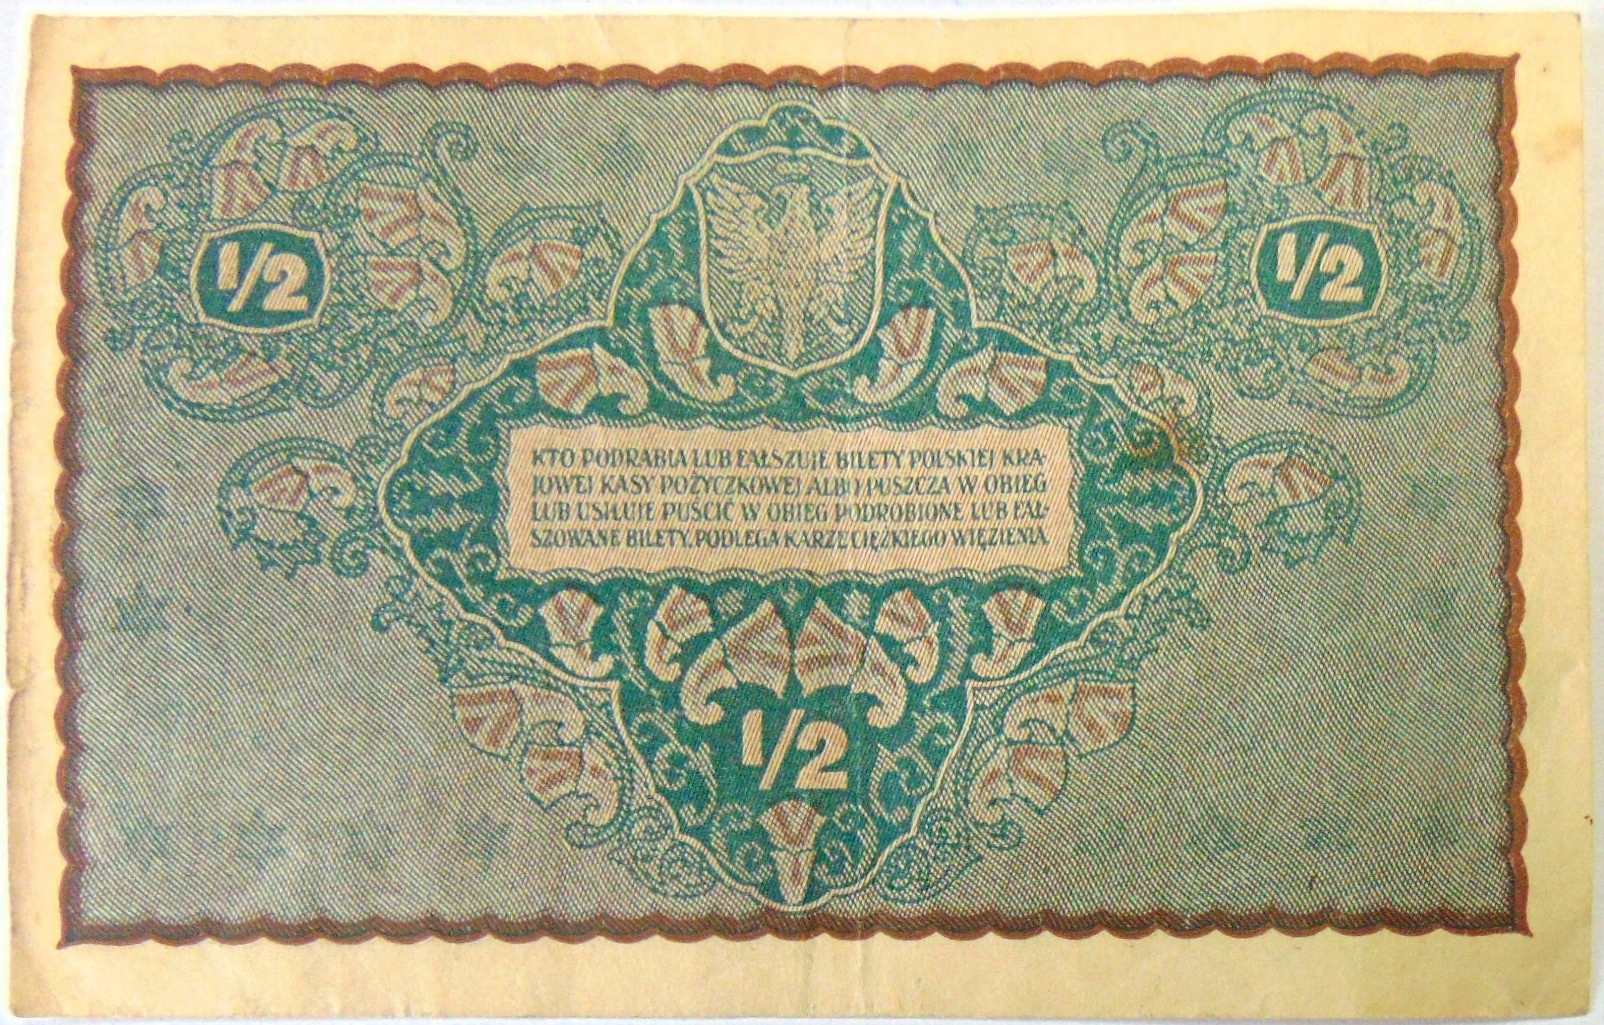 1/2 1/2
KTO PODRABIA LUB FAŁSZUJE BILETY POLSKIEJ KRA-
JOWEJ KASY POŻYCZKOWEJ ALBO PUSZCZA W OBIEG
LUB USIŁUJE PUŚCIĆ W OBIEG PODROBIONE LUB FAŁ-
SZOWANE BILETY, PODLEGA KARZE CIĘZKIEGO WIĘZIENIA
1/2